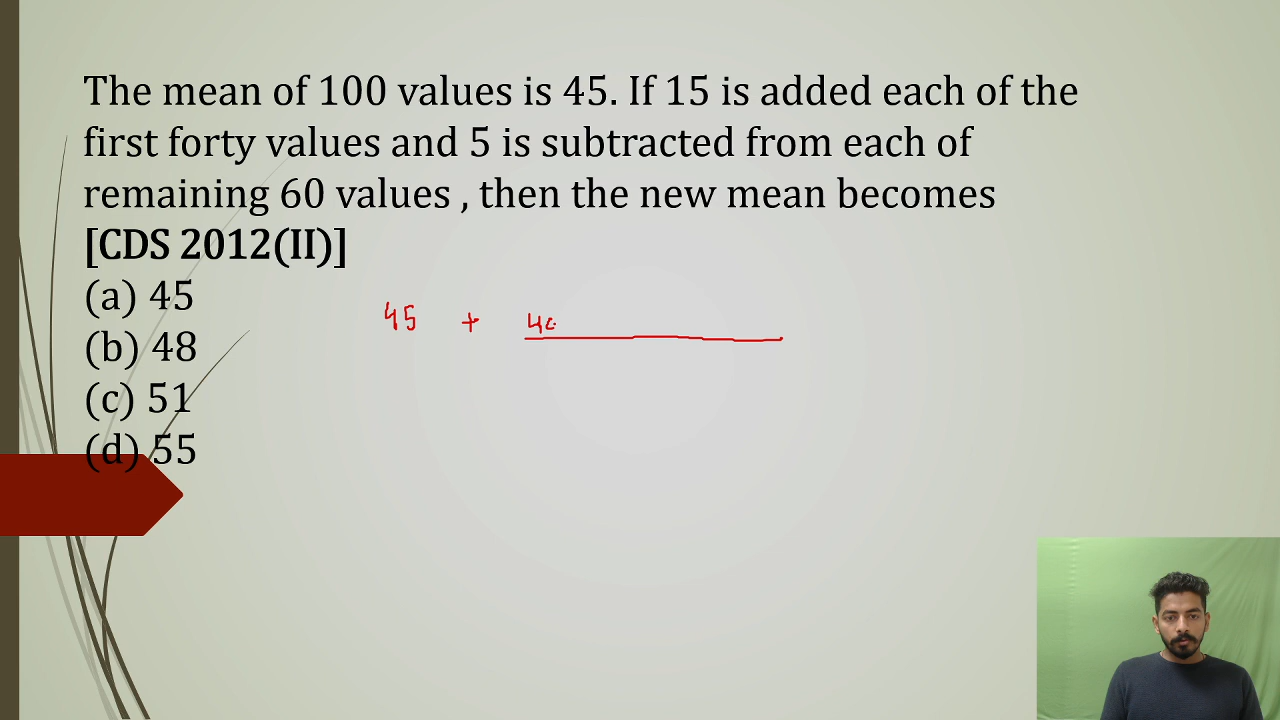 The mean of 100 values is 45. If 15 is added each of the
first forty values and 5 is subtracted from each of
remaining 60 values , then the new mean becomes
[CDS 2012(II)]
(a) 45
45 + 40
(b) 48
(c) 51
(d) 55